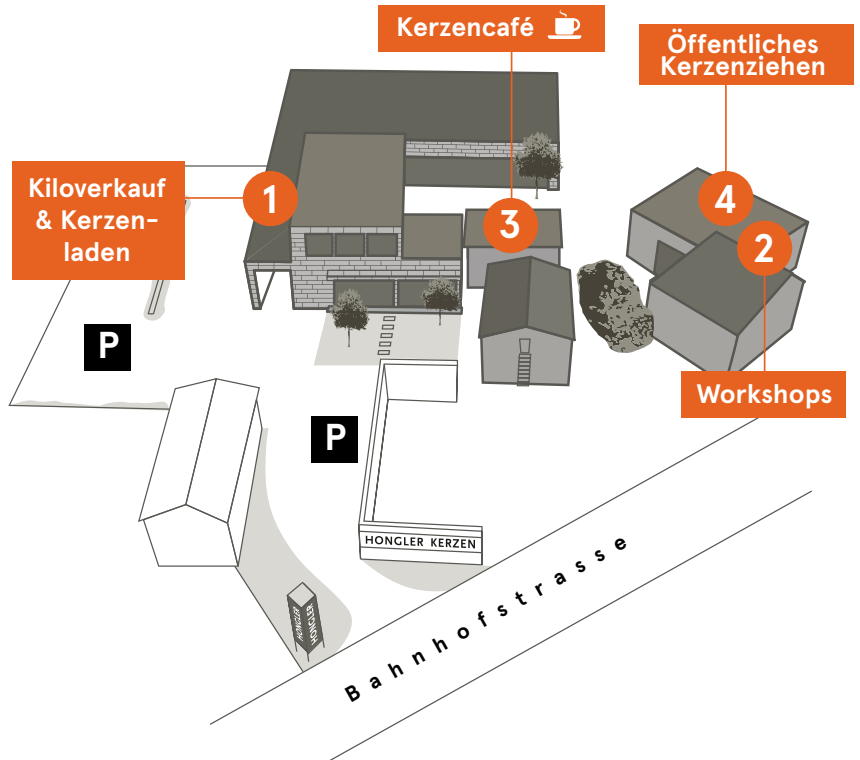 Kerzencafé
Öffentliches
Kerzenziehen
Kiloverkauf
& Kerzen-
laden
1
3
4
2
P
Workshops
P
HONGLER KERZEN
HONGLER
HONGLER
Bahnhofstrasse